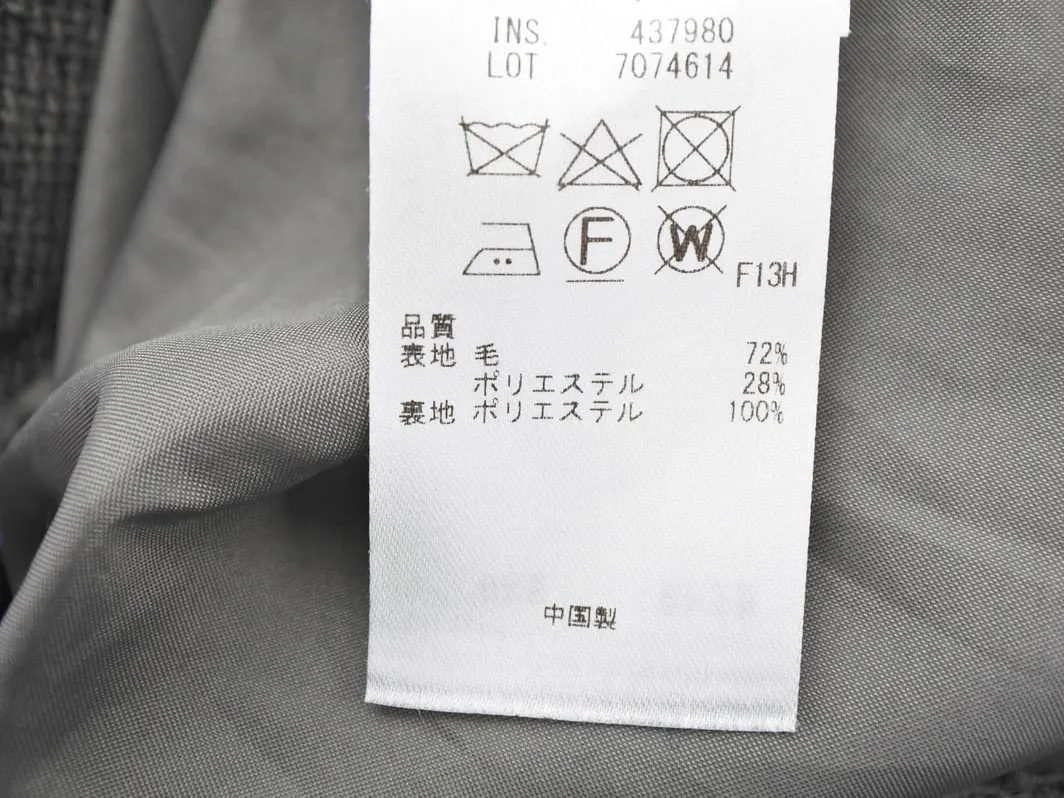 INS. 437980
LOT 7074614
F W F13H
品質
表地 毛 72%
ポリエステル 28%
裏地 ポリエステル 100%
中国製